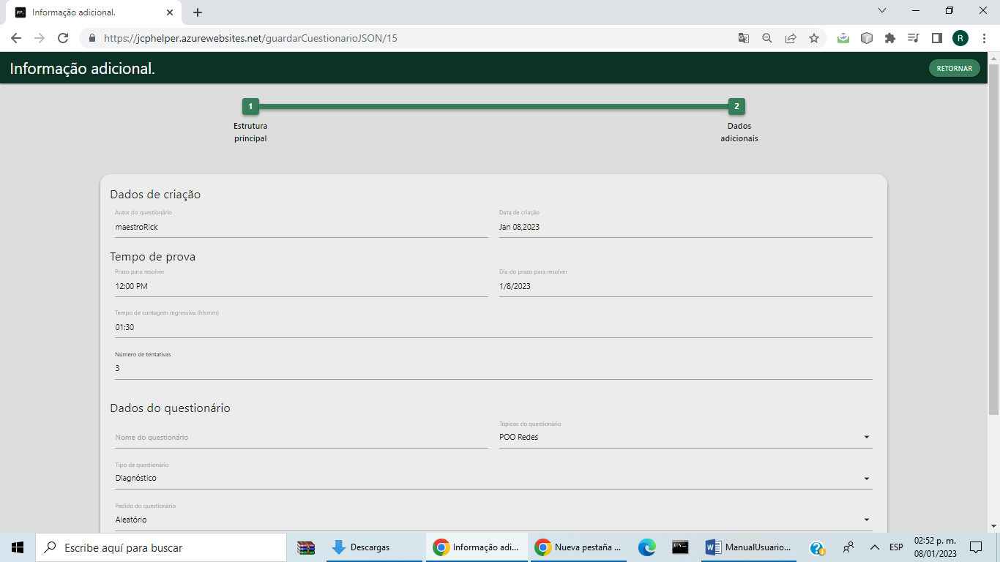 Informação adicional.
https://jcphelper.azurewebsites.net/guardarCuestionarioJSON/15
R
Informação adicional.
RETORNAR
1
2
Estrutura
principal
Dados
adicionais
Dados de criação
Autor do questionário
Data de criação
maestroRick
Jan 08,2023
Tempo de prova
Prazo para resolver
Dia do prazo para resolver
12:00 PM
1/8/2023
Tempo de contagem regressiva (hh:mm)
01:30
Número de tentativas
3
Dados do questionário
Tópicos do questionário
Nome do questionário
POO Redes
Tipo de questionário
Diagnóstico
Pedido do questionário
Aleatório
Escribe aquí para buscar
Descargas
Informação adi...
Nueva pestaña ...
ManualUsuario...
ESP
02:52 p. m.
08/01/2023